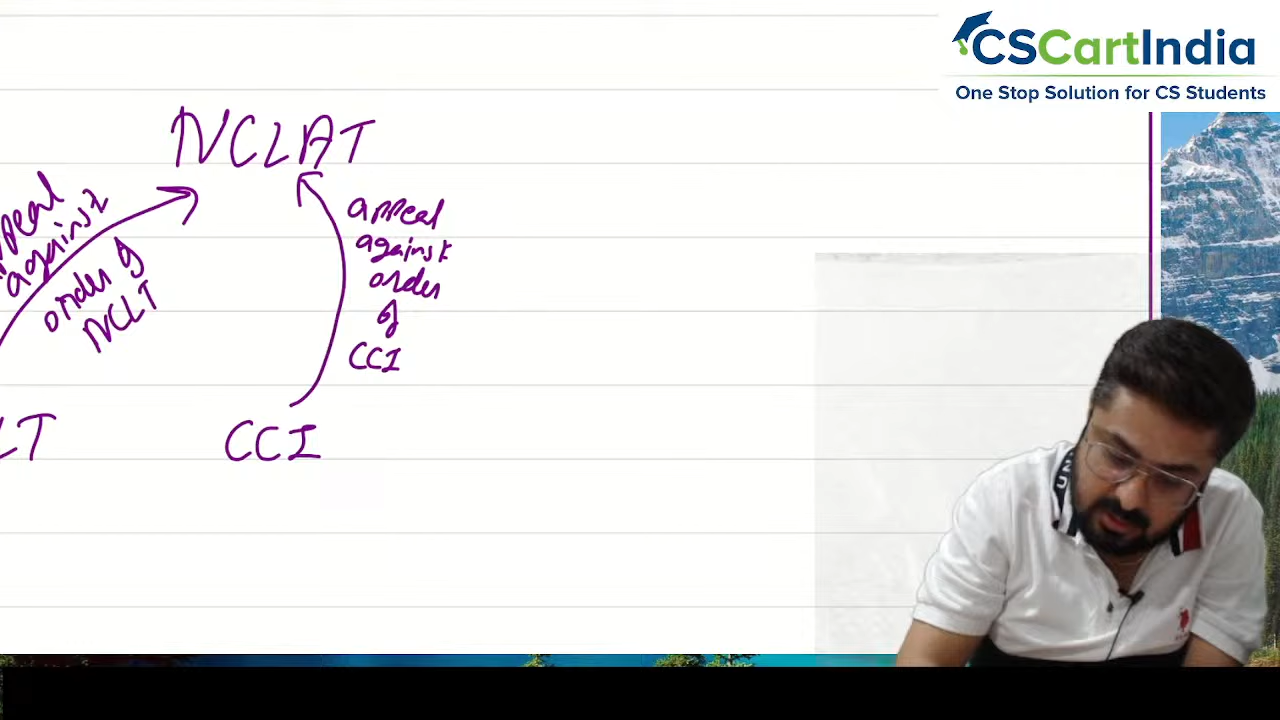 CSCartIndia
One Stop Solution for CS Students
NCLAT
appeal
against
order of
NCLT
appeal
against
order
of
CCI
LT
CCI